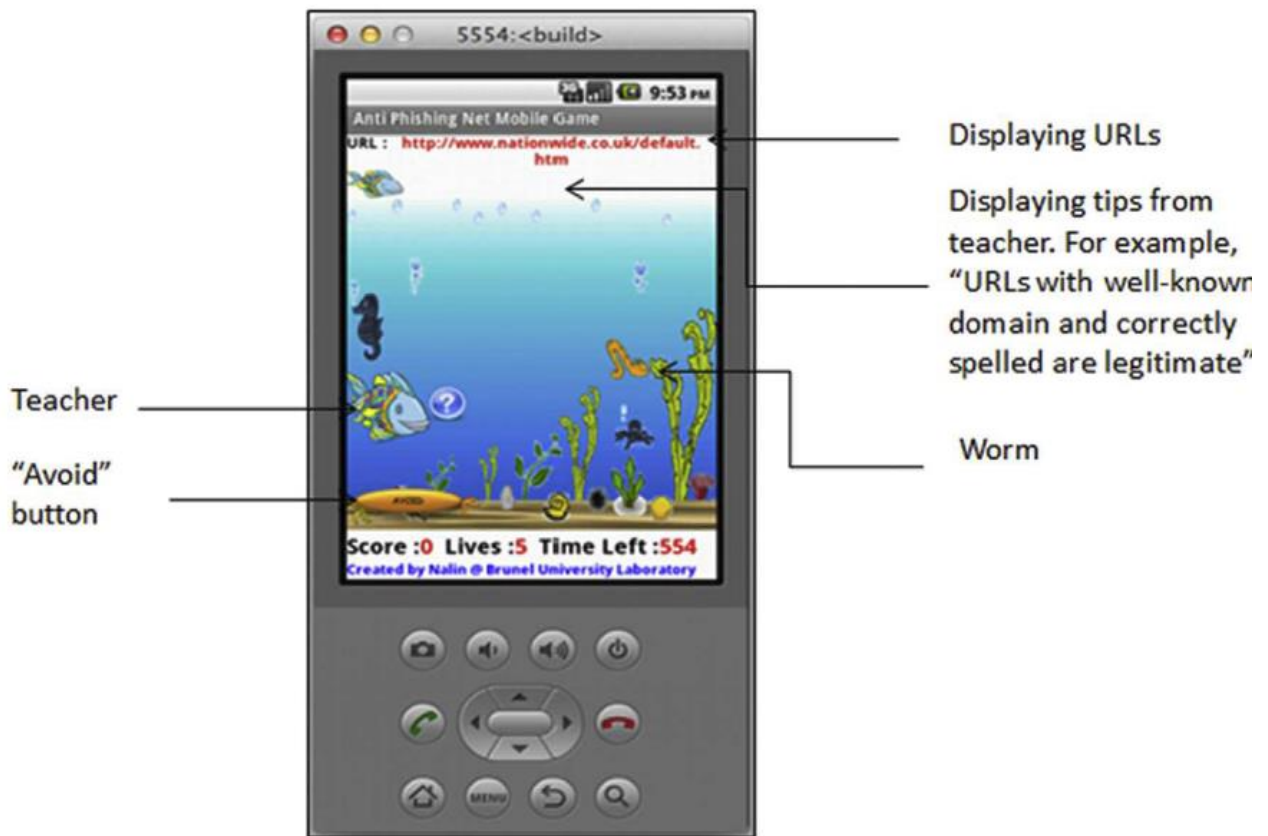 5554:<build>
9:53 PM
Anti Phishing Net Mobile Game
URL : http://www.nationwide.co.uk/default.
htm
Displaying URLs
Displaying tips from
teacher. For example,
“URLs with well-known
domain and correctly
spelled are legitimate”
Worm
Teacher
“Avoid”
button
?
AVOID
Score :0 Lives :5 Time Left :554
Created by Nalin @ Brunel University Laboratory
MENU